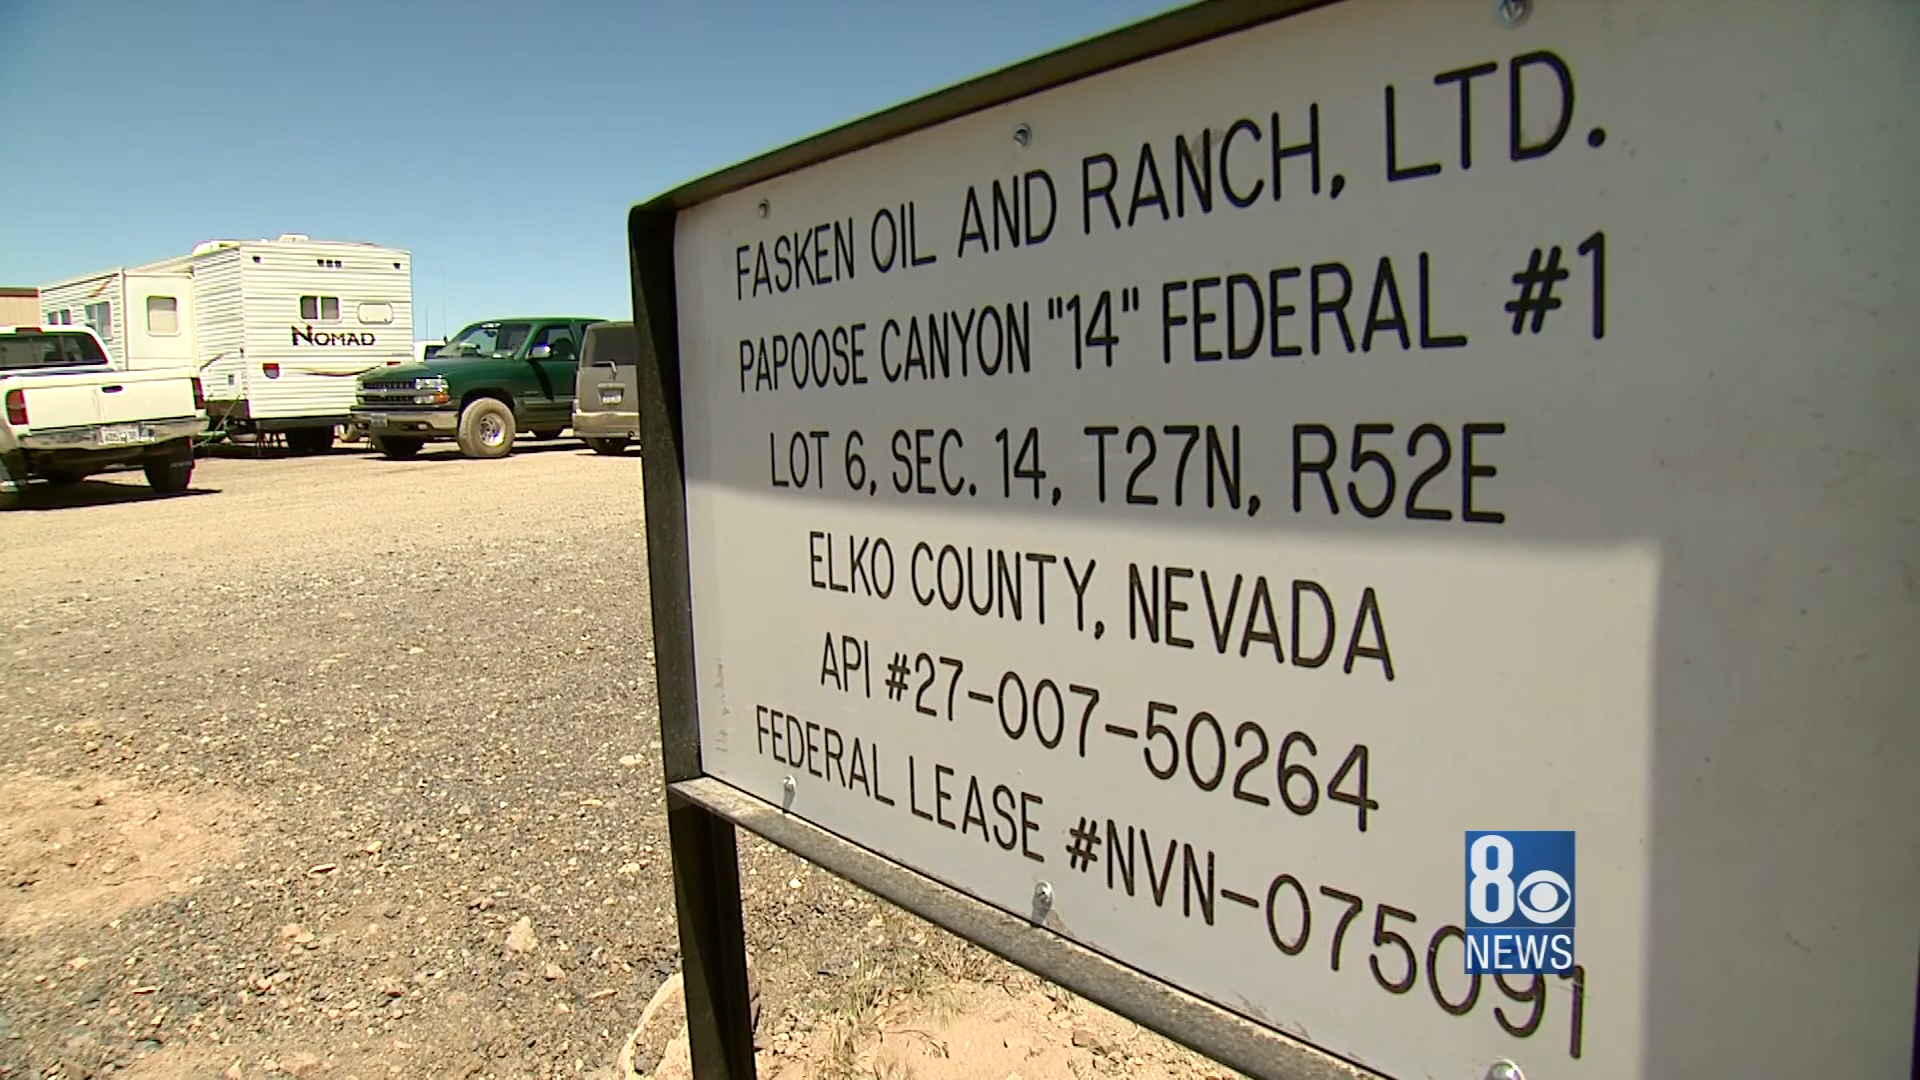 FASKEN OIL AND RANCH, LTD.
PAPOOSE CANYON "14" FEDERAL #1
LOT 6, SEC. 14, T27N, R52E
ELKO COUNTY, NEVADA
API #27-007-50264
FEDERAL LEASE #NVN-075091
NOMAD
8
NEWS